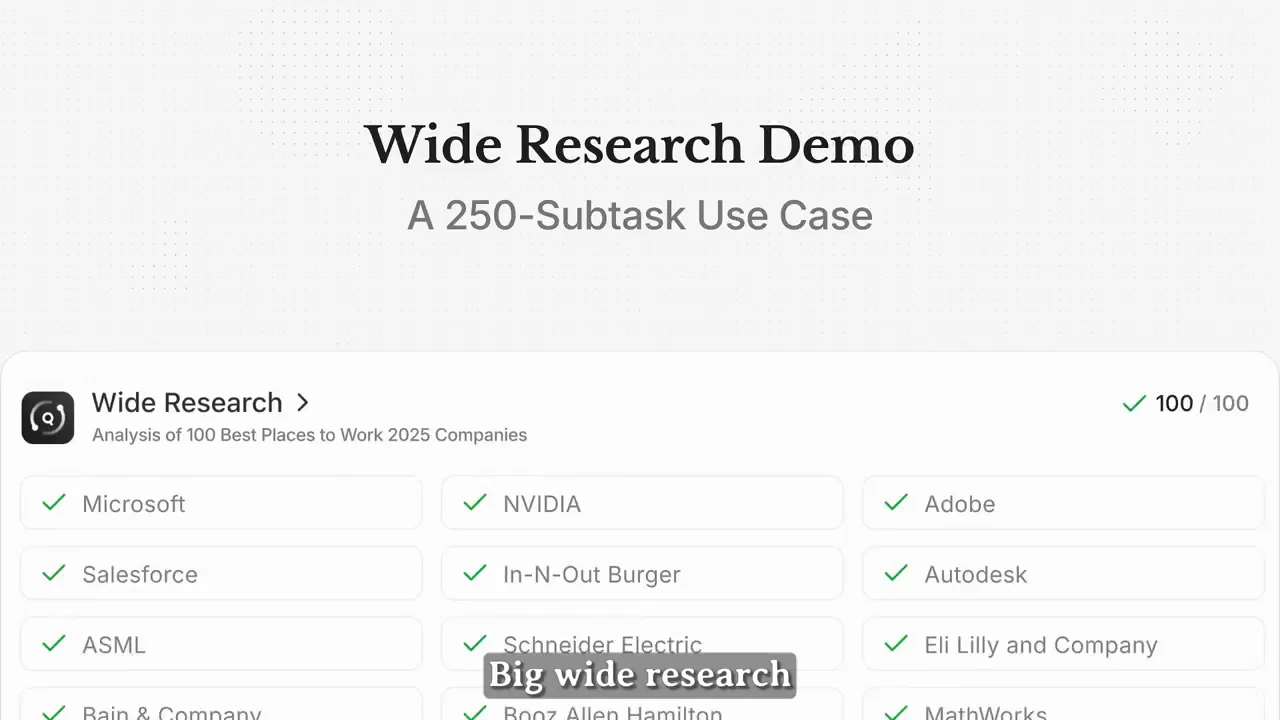 Wide Research Demo
A 250-Subtask Use Case
Wide Research
100 / 100
Analysis of 100 Best Places to Work 2025 Companies
Microsoft
NVIDIA
Adobe
Salesforce
In-N-Out Burger
Autodesk
ASML
Schneider Electric
Eli Lilly and Company
Big wide research
Bain & Company
Booz Allen Hamilton
MathWorks